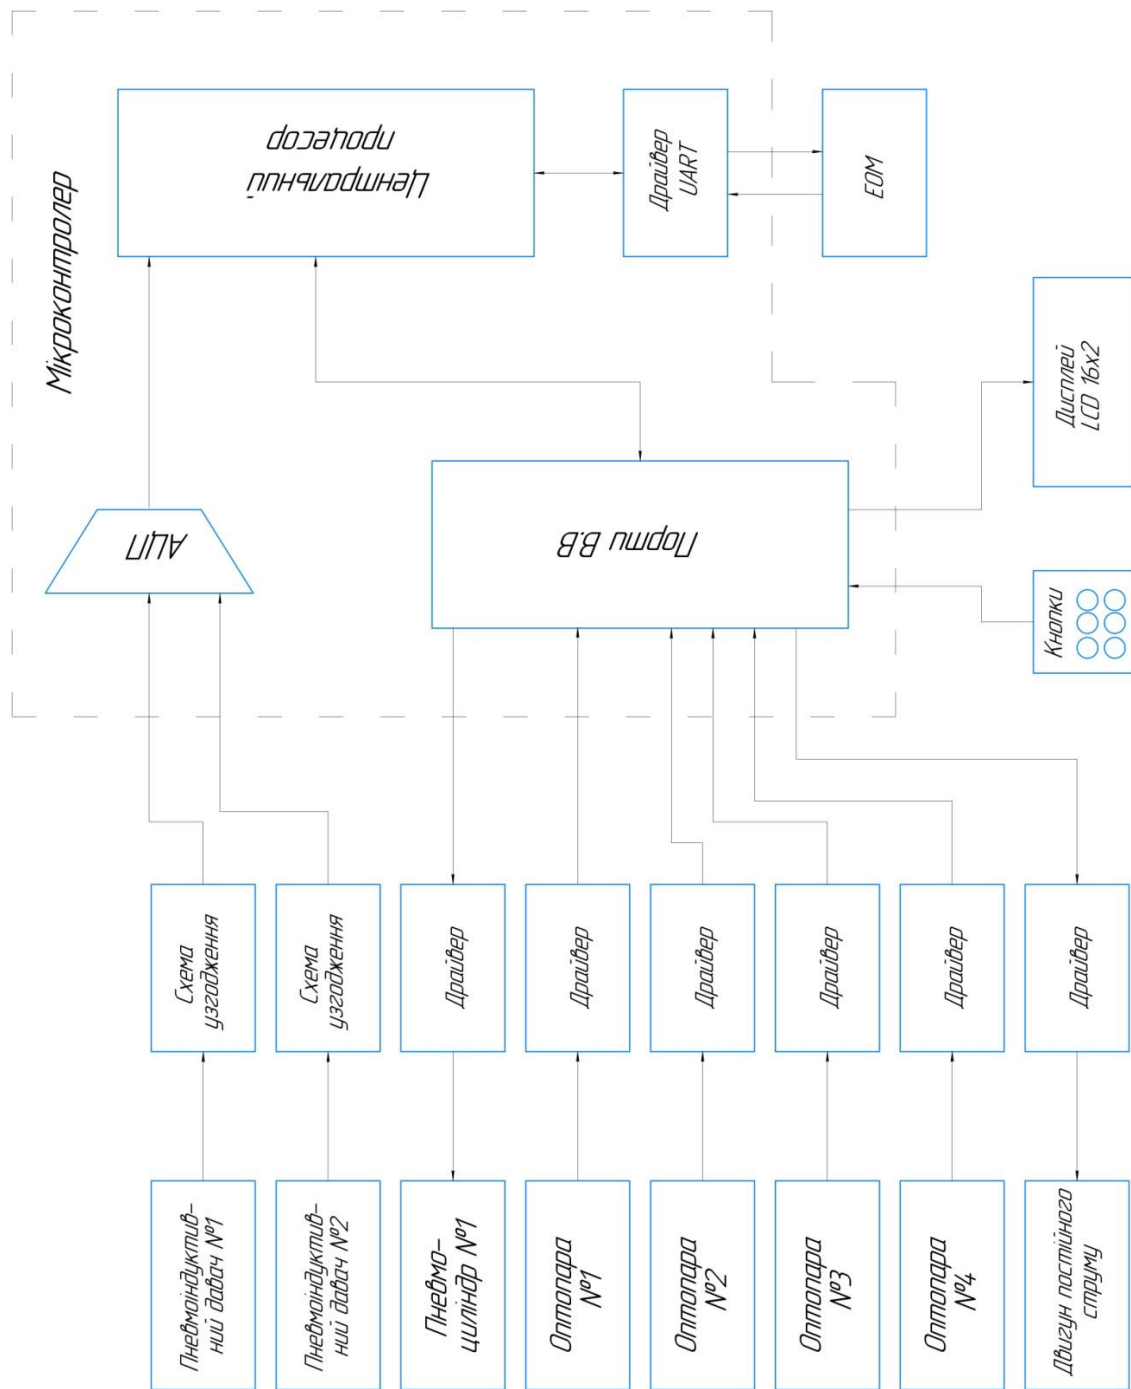 Мікроконтролер
Центральний
процесор
Драйвер
UART
ЕОМ
АЦП
Порти В.В
Дисплей
LCD 16x2
Кнопки
Схема
узгодження
Схема
узгодження
Драйвер
Драйвер
Драйвер
Драйвер
Драйвер
Драйвер
Пневмоіндуктив-
ний давач №1
Пневмоіндуктив-
ний давач №2
Пневмо-
циліндр №1
Оптопара
№1
Оптопара
№2
Оптопара
№3
Оптопара
№4
Двигун постійного
струму